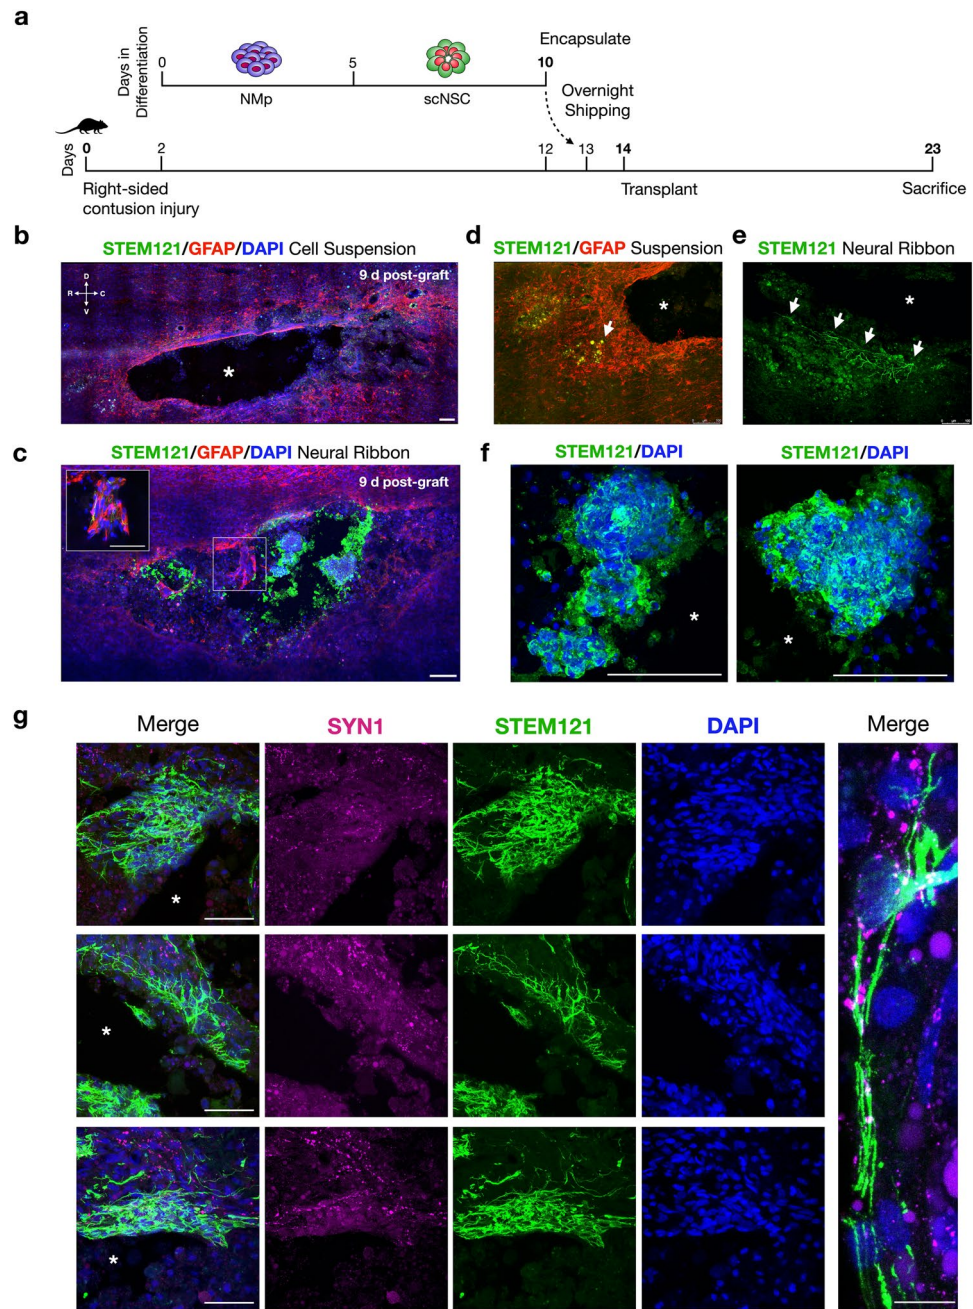 a
Days in
Differentiation
0
5
10
Encapsulate
NMp
scNSC
Overnight
Shipping
Days
0
2
12
13
14
23
Right-sided
contusion injury
Transplant
Sacrifice
b
STEM121/GFAP/DAPI Cell Suspension
9 d post-graft
D
R
C
V
*
c
STEM121/GFAP/DAPI Neural Ribbon
9 d post-graft
d
STEM121/GFAP Suspension
*
e
STEM121 Neural Ribbon
*
f
STEM121/DAPI
STEM121/DAPI
*
*
g
Merge
SYN1
STEM121
DAPI
Merge
*
*
*